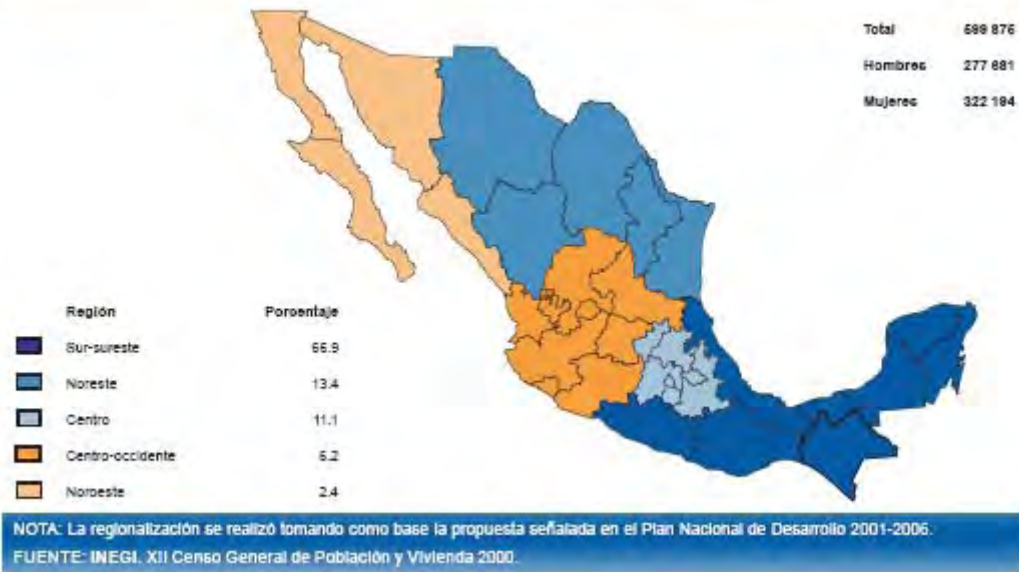 Total 599 875
Hombres 277 681
Mujeres 322 194
Región Porcentaje
Sur-sureste 66.9
Noreste 13.4
Centro 11.1
Centro-occidente 6.2
Noroeste 2.4
NOTA: La regionalización se realizó tomando como base la propuesta señalada en el Plan Nacional de Desarrollo 2001-2006.
FUENTE: INEGI. XII Censo General de Población y Vivienda 2000.